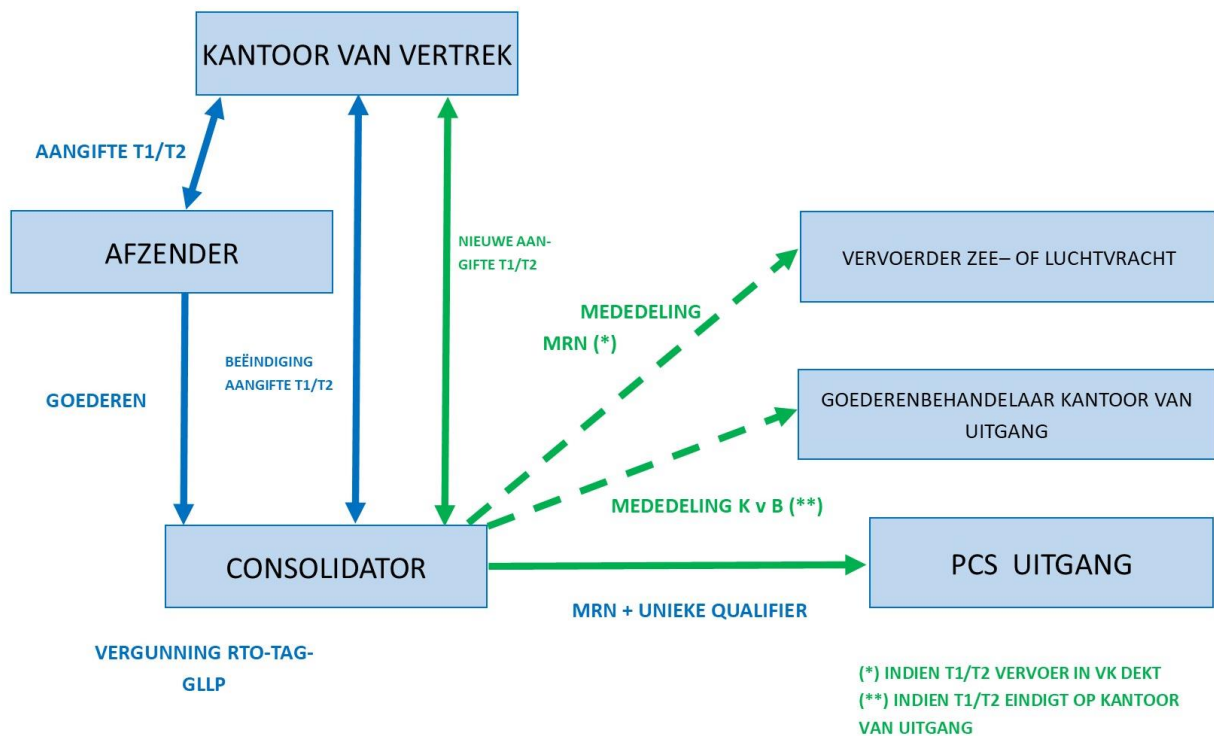 KANTOOR VAN VERTREK
AANGIFTE T1/T2
AFZENDER
NIEUWE AAN-
GIFTE T1/T2
VERVOERDER ZEE– OF LUCHTVRACHT
MEDEDELING
MRN (*)
BEËINDIGING
AANGIFTE T1/T2
GOEDEREN
GOEDERENBEHANDELAAR KANTOOR VAN
UITGANG
MEDEDELING K v B (**)
CONSOLIDATOR
PCS UITGANG
MRN + UNIEKE QUALIFIER
VERGUNNING RTO-TAG-
GLLP
(*) INDIEN T1/T2 VERVOER IN VK DEKT
(**) INDIEN T1/T2 EINDIGT OP KANTOOR
VAN UITGANG